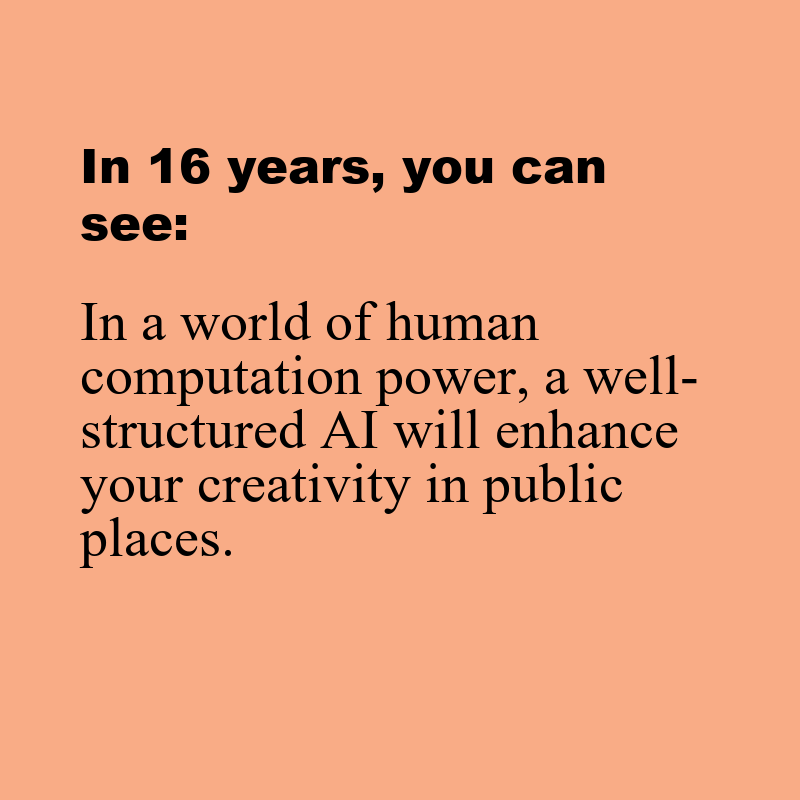 In 16 years, you can
see:
In a world of human
computation power, a well-
structured AI will enhance
your creativity in public
places.